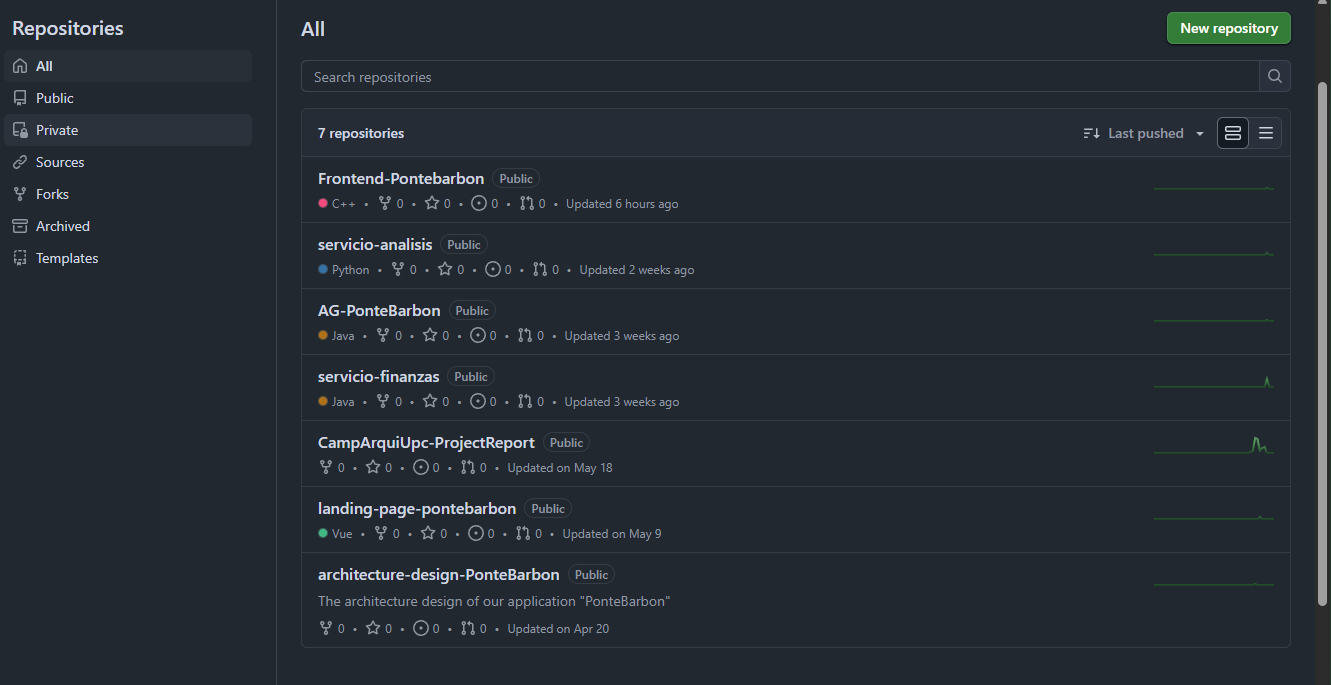 Repositories
All
Public
Private
Sources
Forks
Archived
Templates
All
New repository
Search repositories
7 repositories
Last pushed
Frontend-Pontebarbon Public
C++ • 0 • 0 • 0 • 0 • Updated 6 hours ago
servicio-analisis Public
Python • 0 • 0 • 0 • 0 • Updated 2 weeks ago
AG-PonteBarbon Public
Java • 0 • 0 • 0 • 0 • Updated 3 weeks ago
servicio-finanzas Public
Java • 0 • 0 • 0 • 0 • Updated 3 weeks ago
CampArquiUpc-ProjectReport Public
0 • 0 • 0 • 0 • Updated on May 18
landing-page-pontebarbon Public
Vue • 0 • 0 • 0 • 0 • Updated on May 9
architecture-design-PonteBarbon Public
The architecture design of our application "PonteBarbon"
0 • 0 • 0 • 0 • Updated on Apr 20